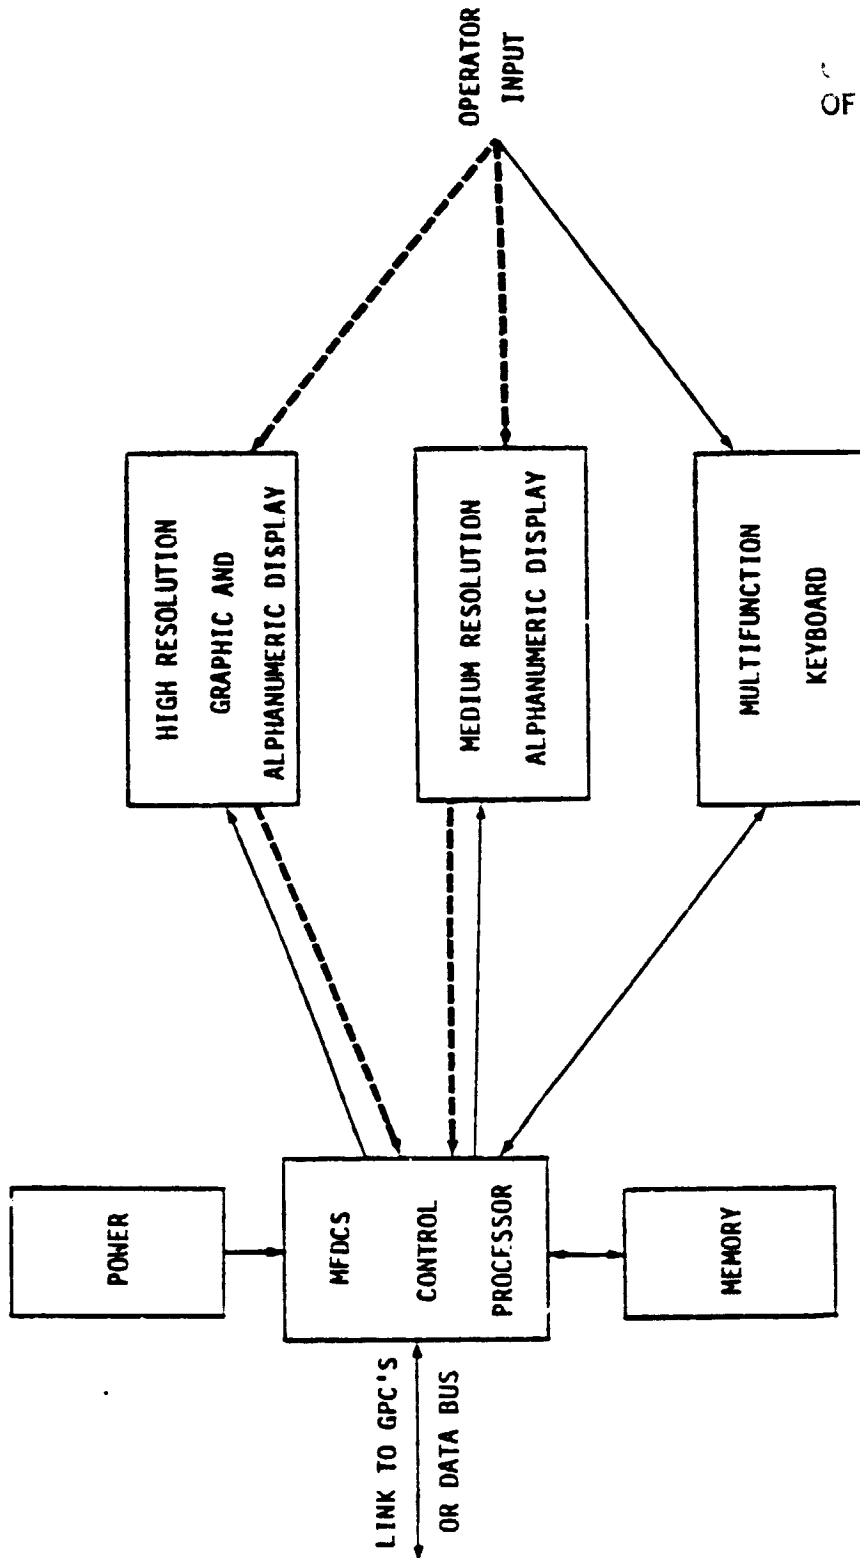 OPERATOR
INPUT
HIGH RESOLUTION
GRAPHIC AND
ALPHANUMERIC DISPLAY
MEDIUM RESOLUTION
ALPHANUMERIC DISPLAY
MULTIFUNCTION
KEYBOARD
POWER
MFDCS
CONTROL
PROCESSOR
MEMORY
LINK TO GPC'S
OR DATA BUS
OF